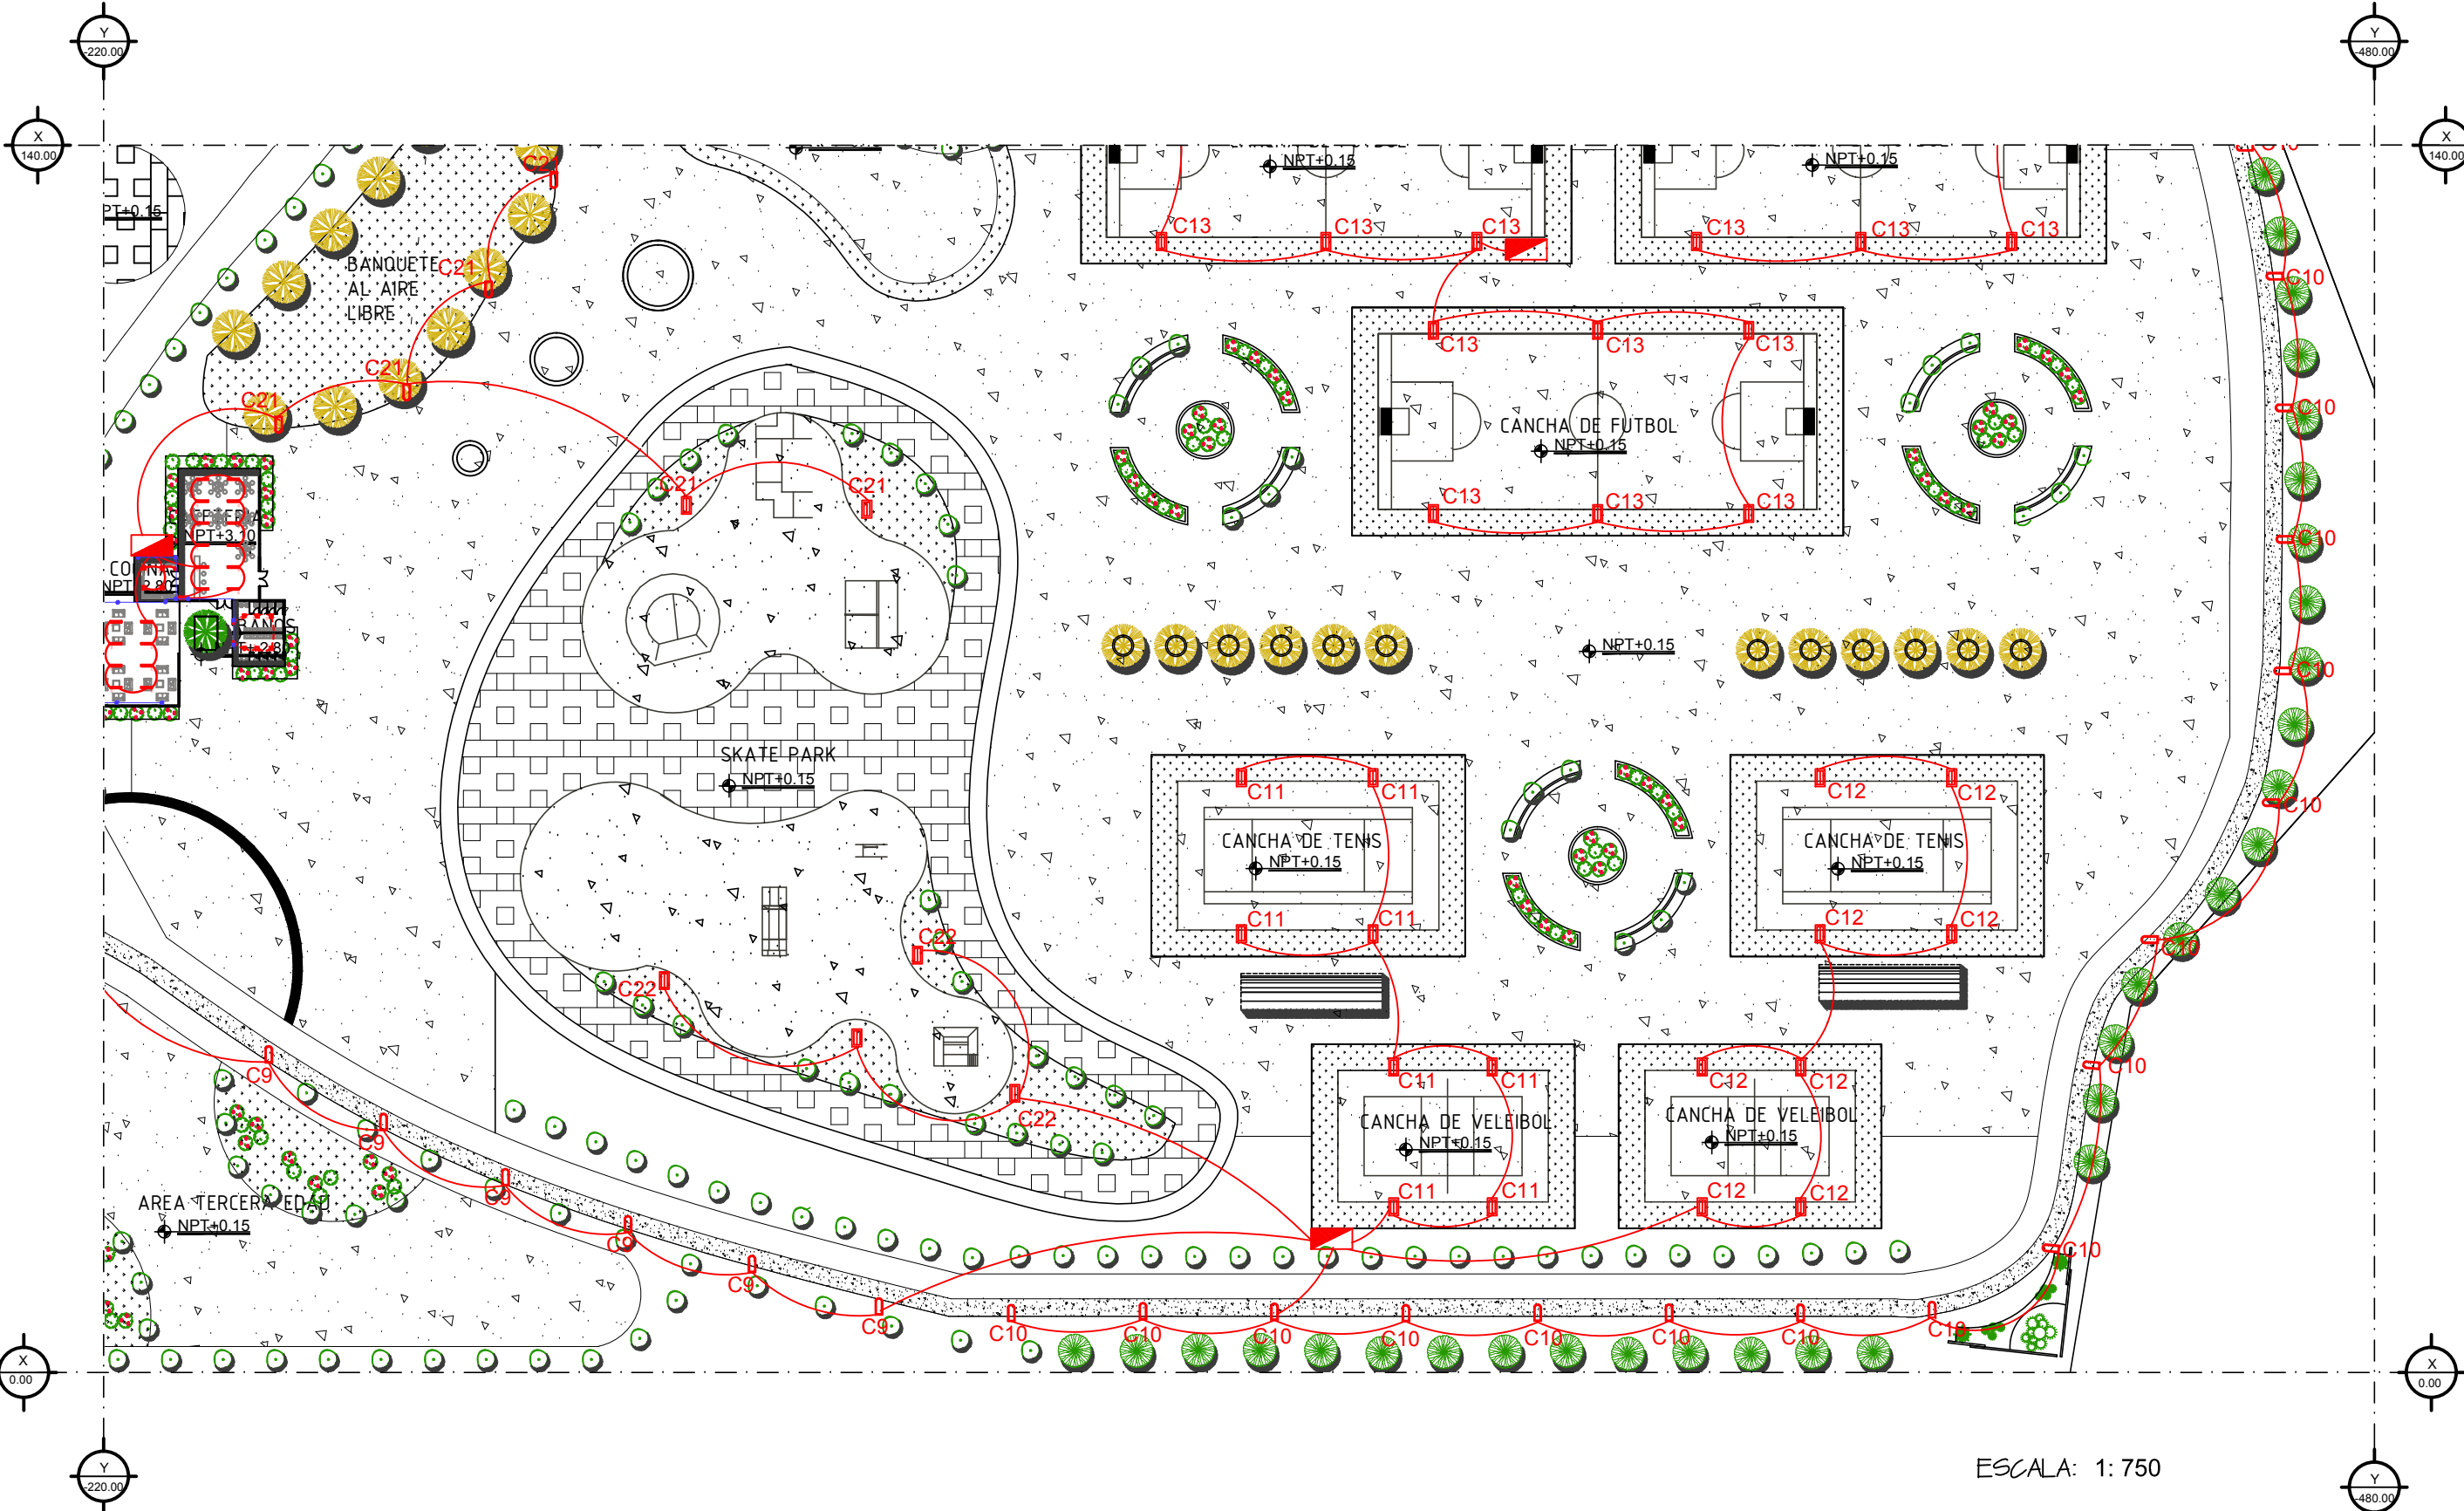 Y
-220.00
Y
-480.00
X
140.00
X
140.00
C21
C10
NPT+0.15
NPT+0.15
PT+0.15
C13
C13
C13
C13
C13
C13
BANQUETE
AL AIRE
LIBRE
C21
C10
C13
C13
C13
C21
C21
C10
CANCHA DE FUTBOL
NPT+0.15
C21
C21
C13
C13
C13
NPT+3.10
C10
NPT+0.15
C10
SKATE PARK
NPT+0.15
C11
C11
C12
C12
C10
CANCHA DE TENIS
NPT+0.15
CANCHA DE TENIS
NPT+0.15
C22
C11
C11
C12
C12
C10
C22
C9
C10
C11
C11
C12
C12
C22
CANCHA DE VELEIBOL
NPT+0.15
CANCHA DE VELEIBOL
NPT+0.15
C9
C9
AREA TERCERA EDAD
NPT+0.15
C11
C11
C12
C12
C9
C10
C9
C9
C10
C10
C10
C10
C10
C10
C10
C10
X
0.00
X
0.00
Y
-220.00
ESCALA: 1: 750
Y
-480.00